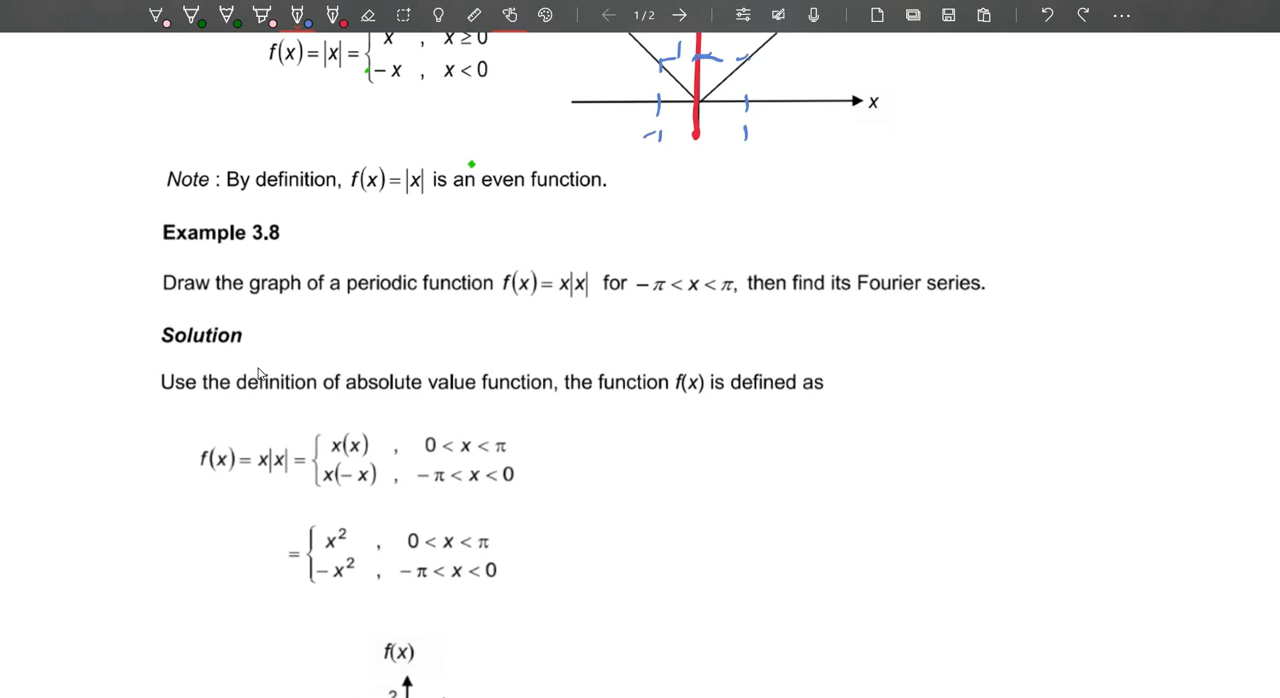 1/2
f(x) = |x| = { x , x ≥ 0
− x , x < 0
x
-1 1
Note : By definition, f(x) = |x| is an even function.
Example 3.8
Draw the graph of a periodic function f(x) = x|x| for − π < x < π, then find its Fourier series.
Solution
Use the definition of absolute value function, the function f(x) is defined as
f(x) = x|x| = { x(x) , 0 < x < π
x(− x) , − π < x < 0
= { x² , 0 < x < π
− x² , − π < x < 0
f(x)